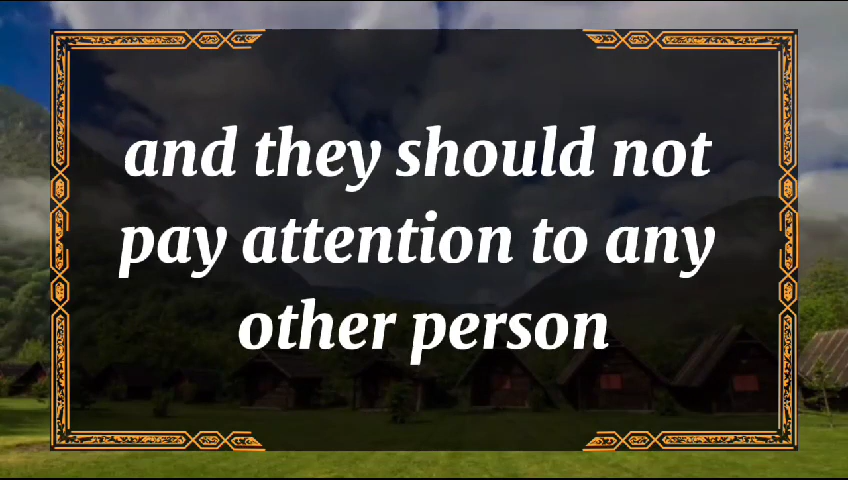 and they should not
pay attention to any
other person